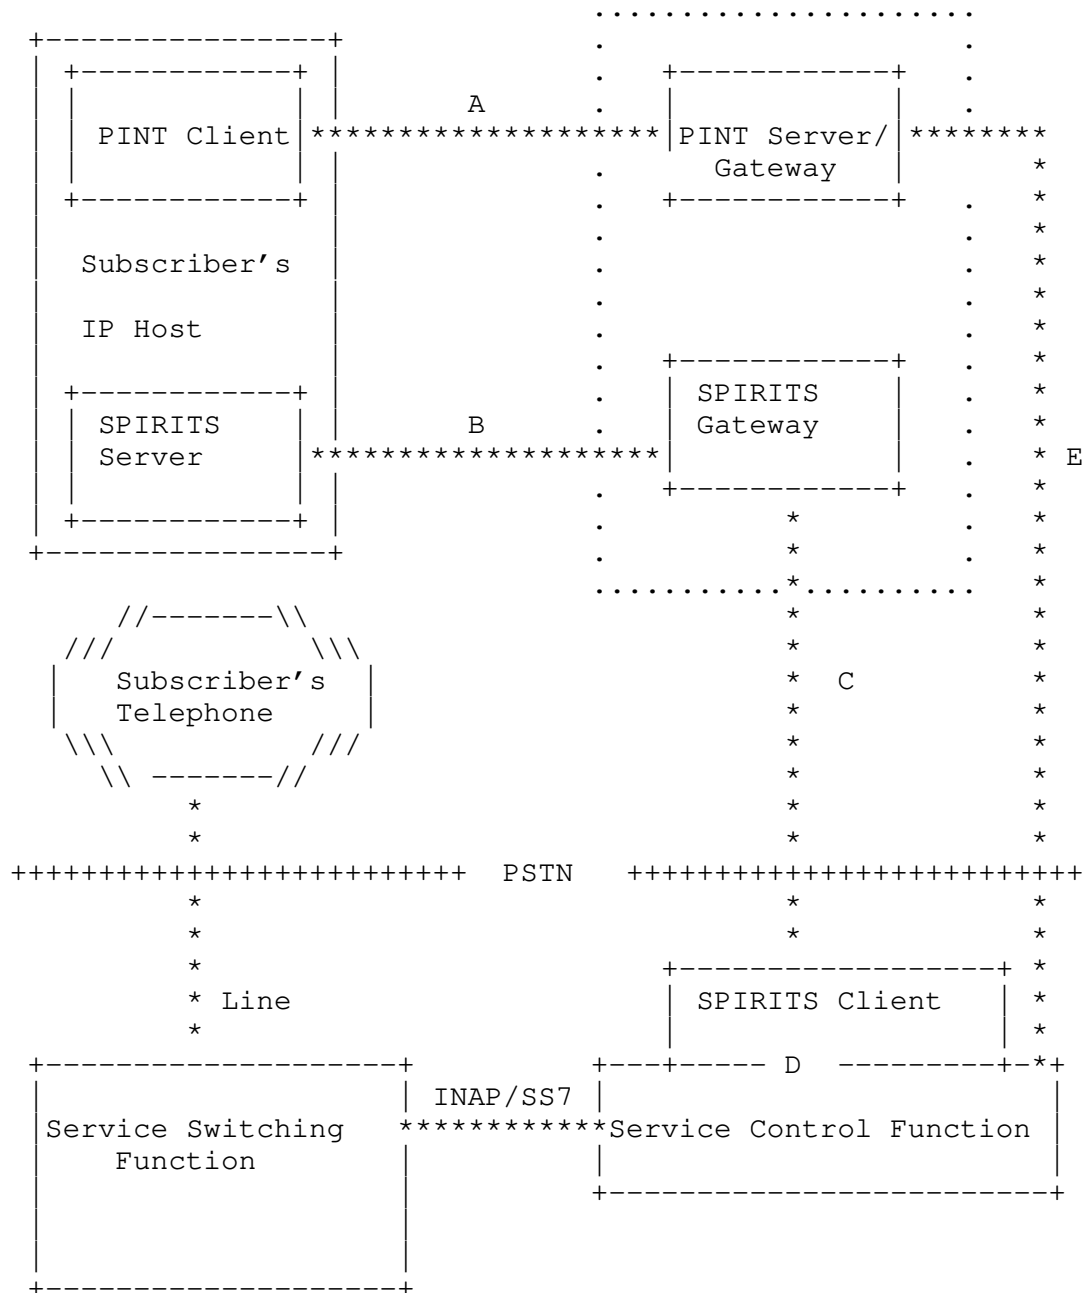 A
PINT Client
PINT Server/
Gateway
Subscriber's
IP Host
SPIRITS
Server
B
SPIRITS
Gateway
E
Subscriber's
Telephone
C
PSTN
Line
SPIRITS Client
D
INAP/SS7
Service Switching
Function
Service Control Function